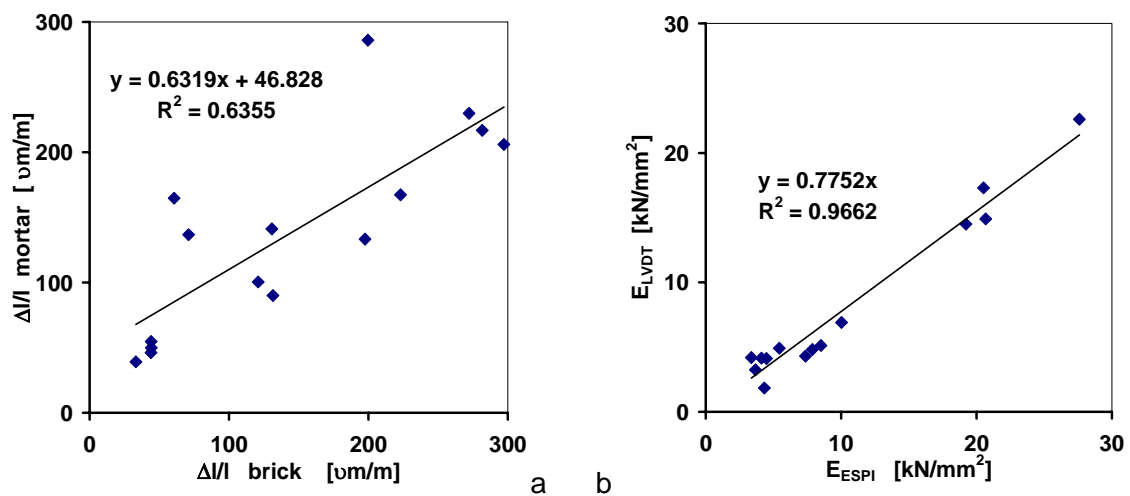 300
200
100
0
Δl/l mortar [υm/m]
y = 0.6319x + 46.828
R² = 0.6355
0 100 200 300
Δl/l brick [υm/m]
a
30
20
10
0
E_LVDT [kN/mm²]
y = 0.7752x
R² = 0.9662
0 10 20 30
E_ESPI [kN/mm²]
b